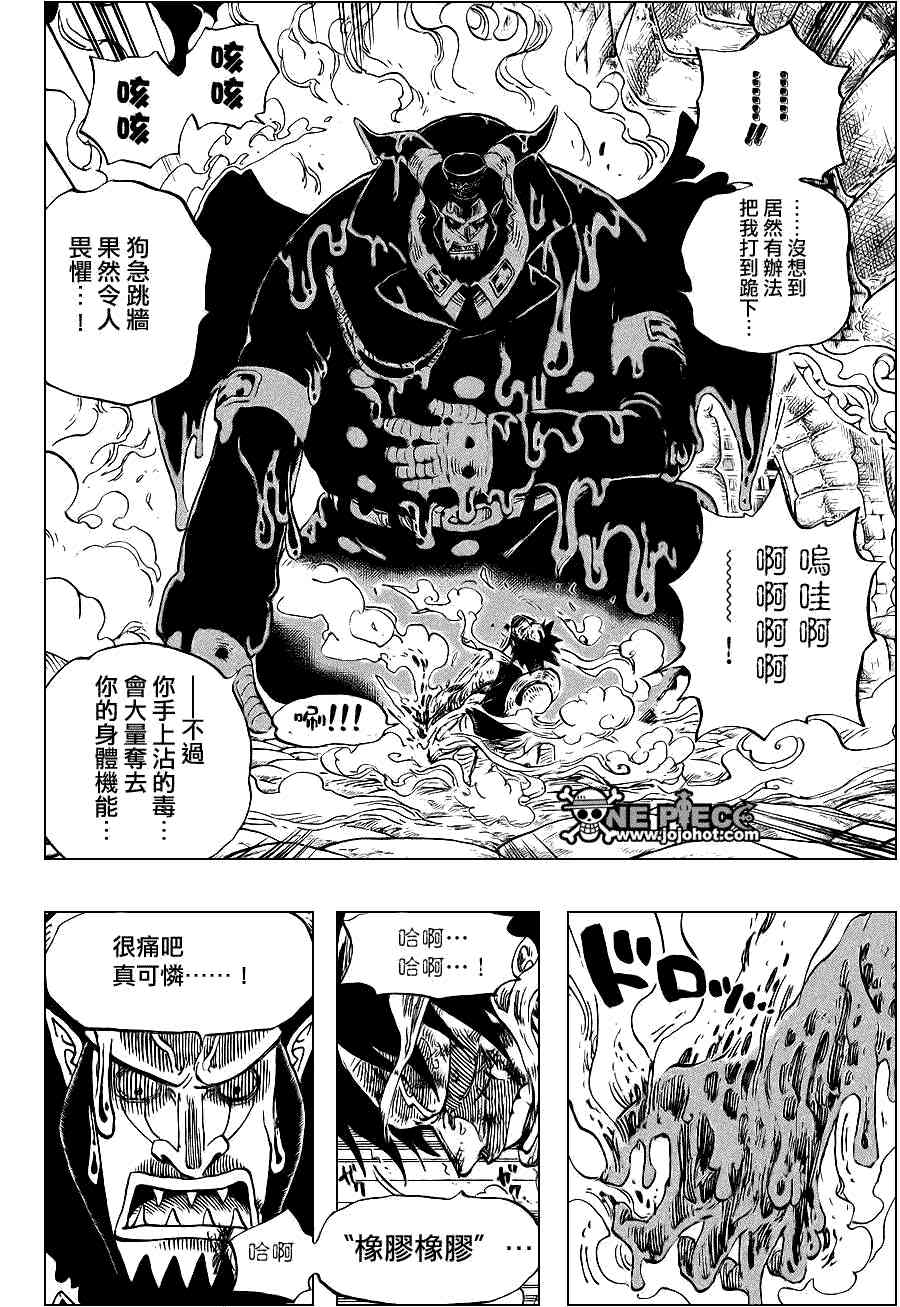 ……沒想到
居然有辦法
把我打到跪下…
咳咳
咳咳
狗急跳牆
果然令人
畏懼…！
嗚哇啊
啊啊啊啊
~~~！
唰!!!
──不過
你手上沾的毒…
會大量奪去
你的身體機能…
ONE PIECE
www.jojohot.com
ドロッ…
哈啊…
哈啊…！
“橡膠橡膠”…
很痛吧
真可憐……！
哈啊